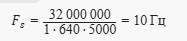 F_s = 32 000 000 / 1 · 640 · 5000 = 10 Гц